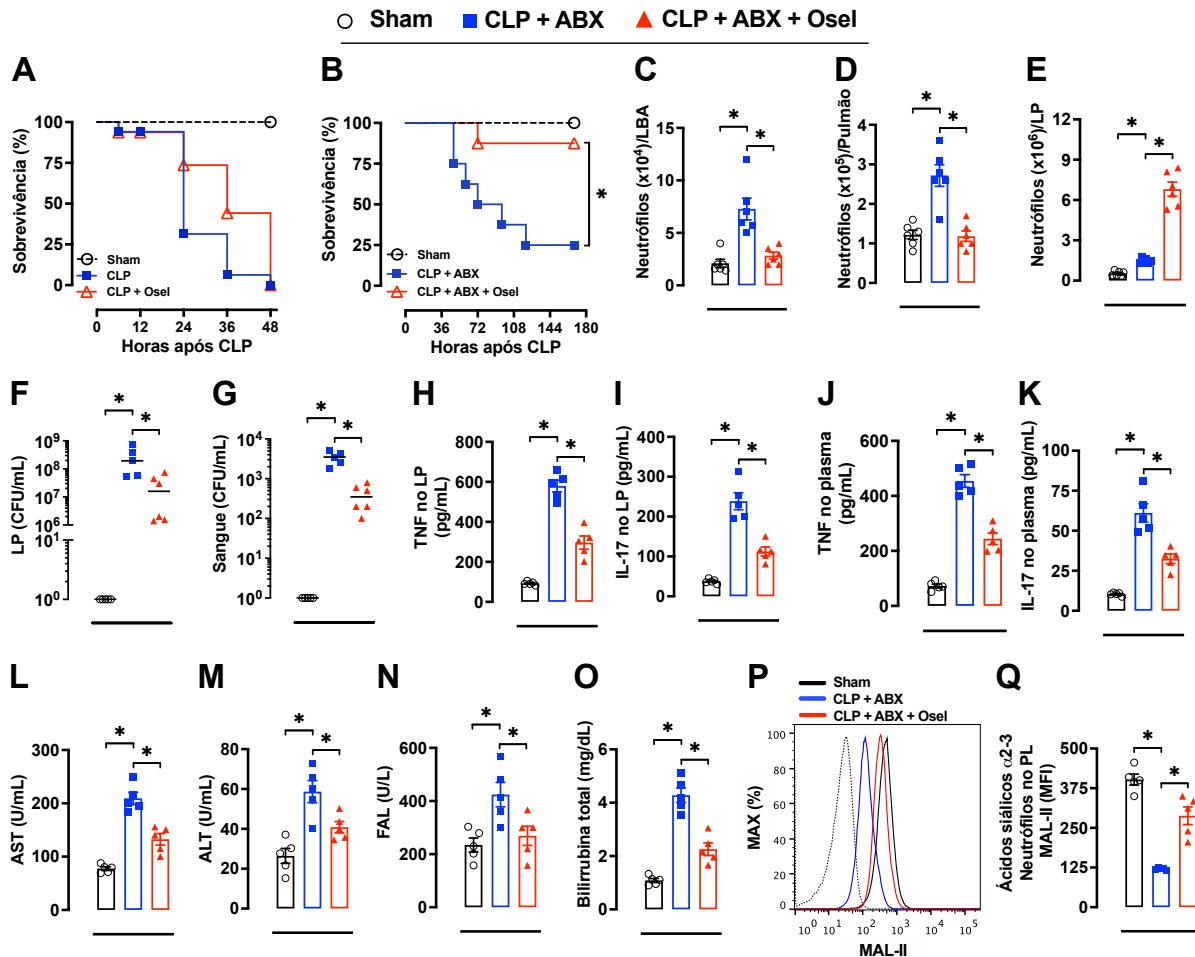 Sham CLP + ABX CLP + ABX + Osel
A
Sobrevivência (%)
100
75
50
25
0
Sham
CLP
CLP + Osel
0 12 24 36 48
Horas após CLP
B
Sobrevivência (%)
100
75
50
25
0
*
Sham
CLP + ABX
CLP + ABX + Osel
0 36 72 108 144 180
Horas após CLP
C
Neutrófilos (x10⁴)/LBA
15
10
5
0
* *
D
Neutrófilos (x10⁵)/Pulmão
4
3
2
1
0
* *
E
Neutrófilos (x10⁶)/LP
9
6
3
0
* *
F
LP (CFU/mL)
10⁹
10⁸
10⁷
10⁶
10¹
10⁰
* *
G
Sangue (CFU/mL)
10⁴
10³
10²
10¹
10⁰
* *
H
TNF no LP
(pg/mL)
800
600
400
200
0
* *
I
IL-17 no LP (pg/mL)
400
300
200
100
0
* *
J
TNF no plasma
(pg/mL)
600
400
200
0
* *
K
IL-17 no plasma (pg/mL)
100
75
50
25
0
* *
L
AST (U/mL)
300
200
100
0
* *
M
ALT (U/mL)
80
60
40
20
0
* *
N
FAL (U/L)
600
400
200
0
* *
O
Bilirrubina total (mg/dL)
6
4
2
0
* *
P
Sham
CLP + ABX
CLP + ABX + Osel
MAX (%)
100
80
60
40
20
0
10⁰ 10¹ 10² 10³ 10⁴ 10⁵
MAL-II
Q
Ácidos siálicos α2-3
Neutrófilos no PL
MAL-II (MFI)
500
375
250
125
0
* *